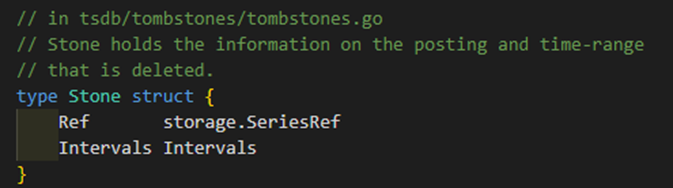 // in tsdb/tombstones/tombstones.go
// Stone holds the information on the posting and time-range
// that is deleted.
type Stone struct {
    Ref       storage.SeriesRef
    Intervals Intervals
}